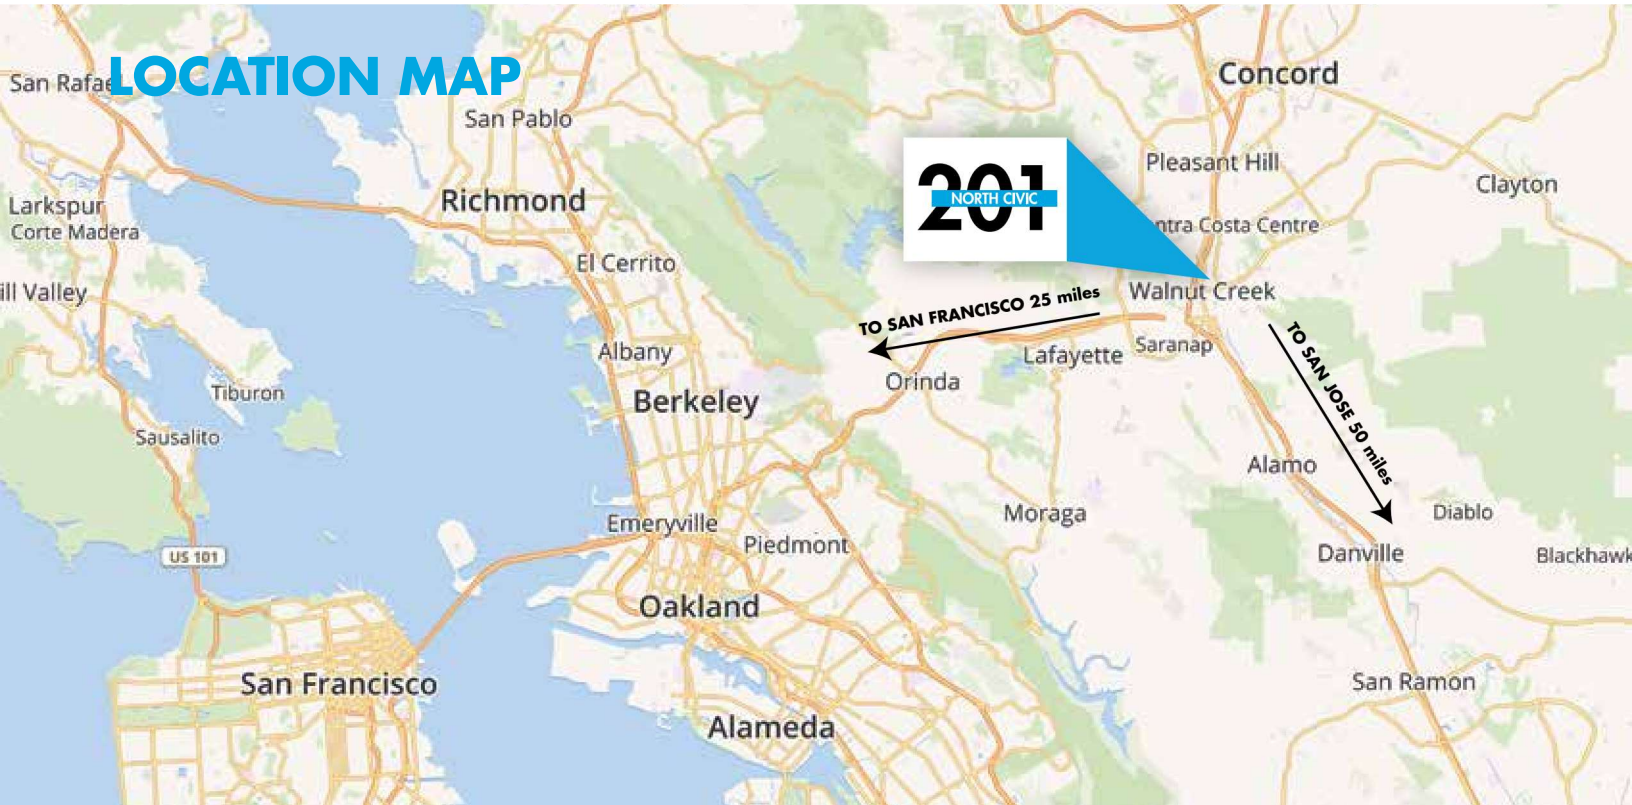 LOCATION MAP
San Rafae
San Pablo
Concord
Pleasant Hill
Clayton
201
NORTH CIVIC
Richmond
Larkspur
Corte Madera
ntra Costa Centre
El Cerrito
ill Valley
Walnut Creek
TO SAN FRANCISCO 25 miles
TO SAN JOSE 50 miles
Albany
Lafayette
Saranap
Orinda
Tiburon
Berkeley
Sausalito
Alamo
Moraga
Diablo
Emeryville
Piedmont
Danville
Blackhawk
US 101
Oakland
San Francisco
San Ramon
Alameda